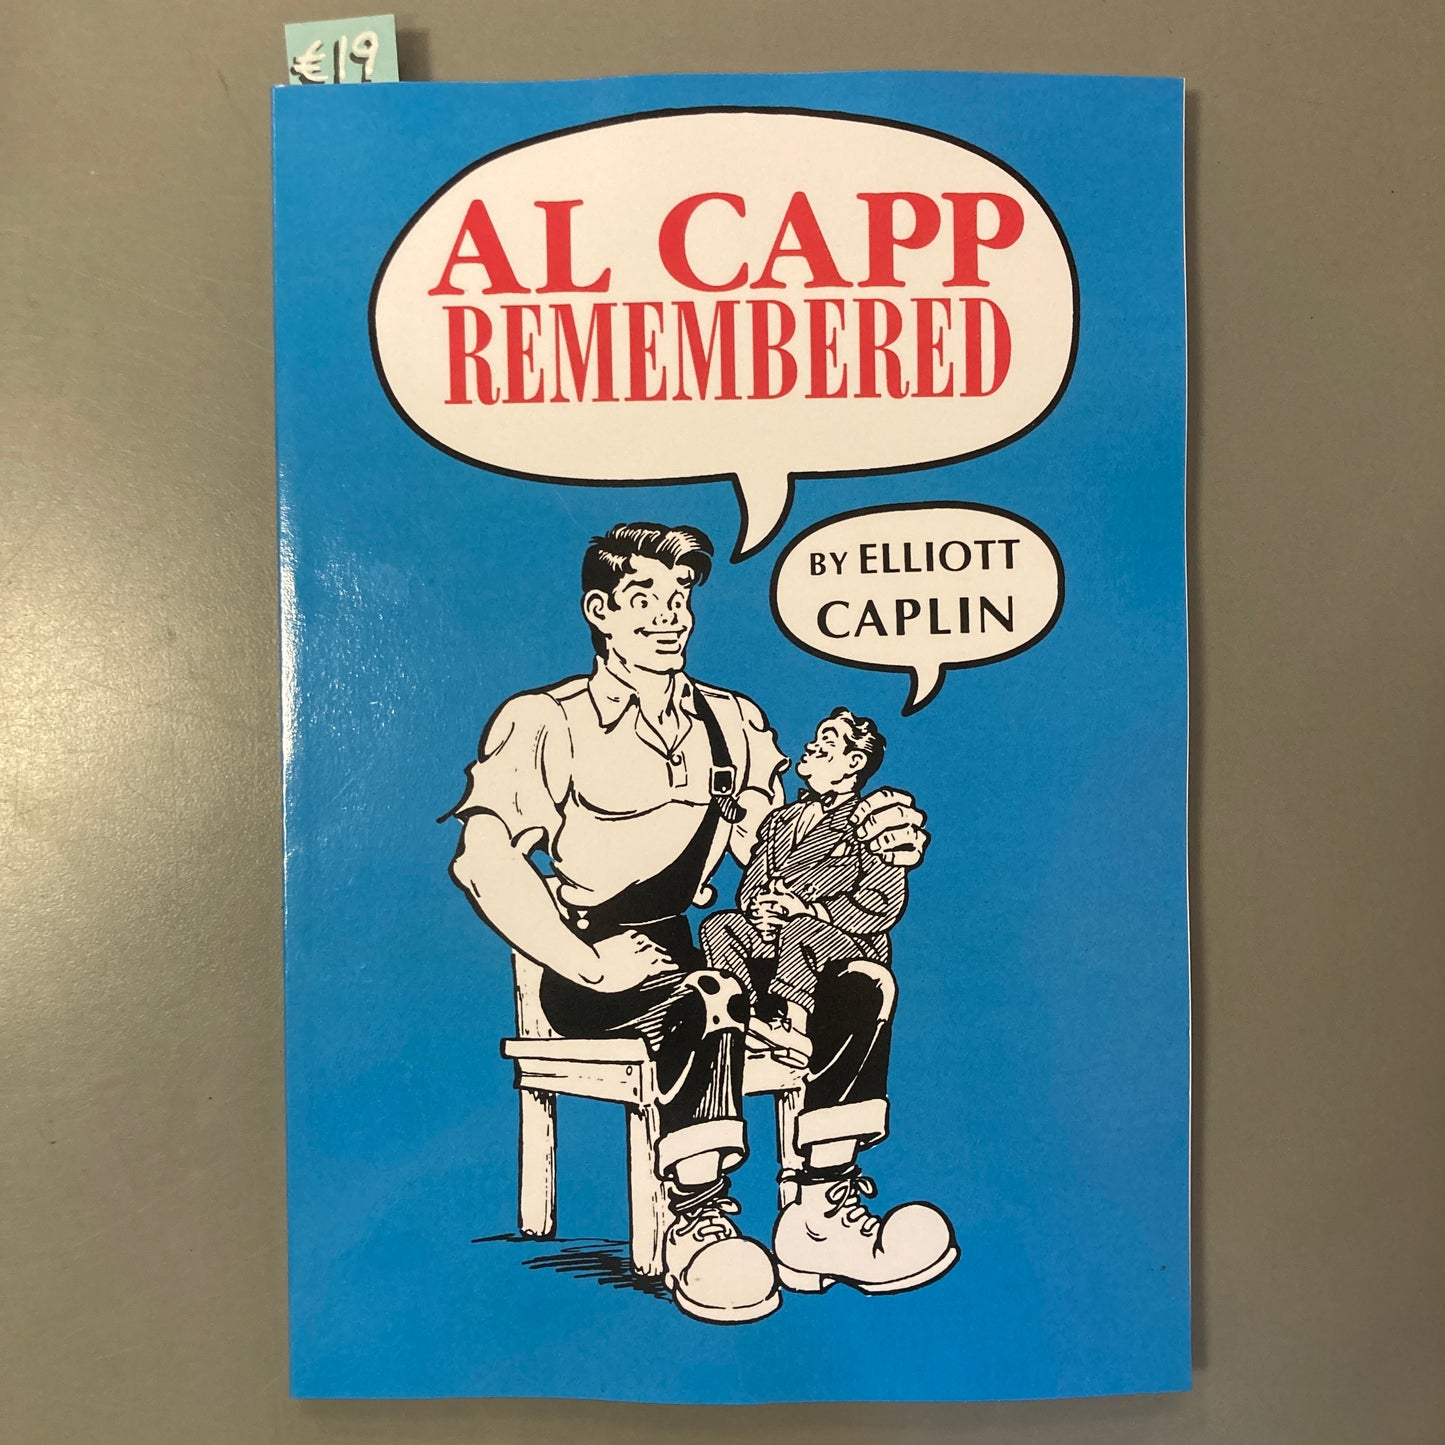 €19
AL CAPP
REMEMBERED
BY ELLIOTT
CAPLIN